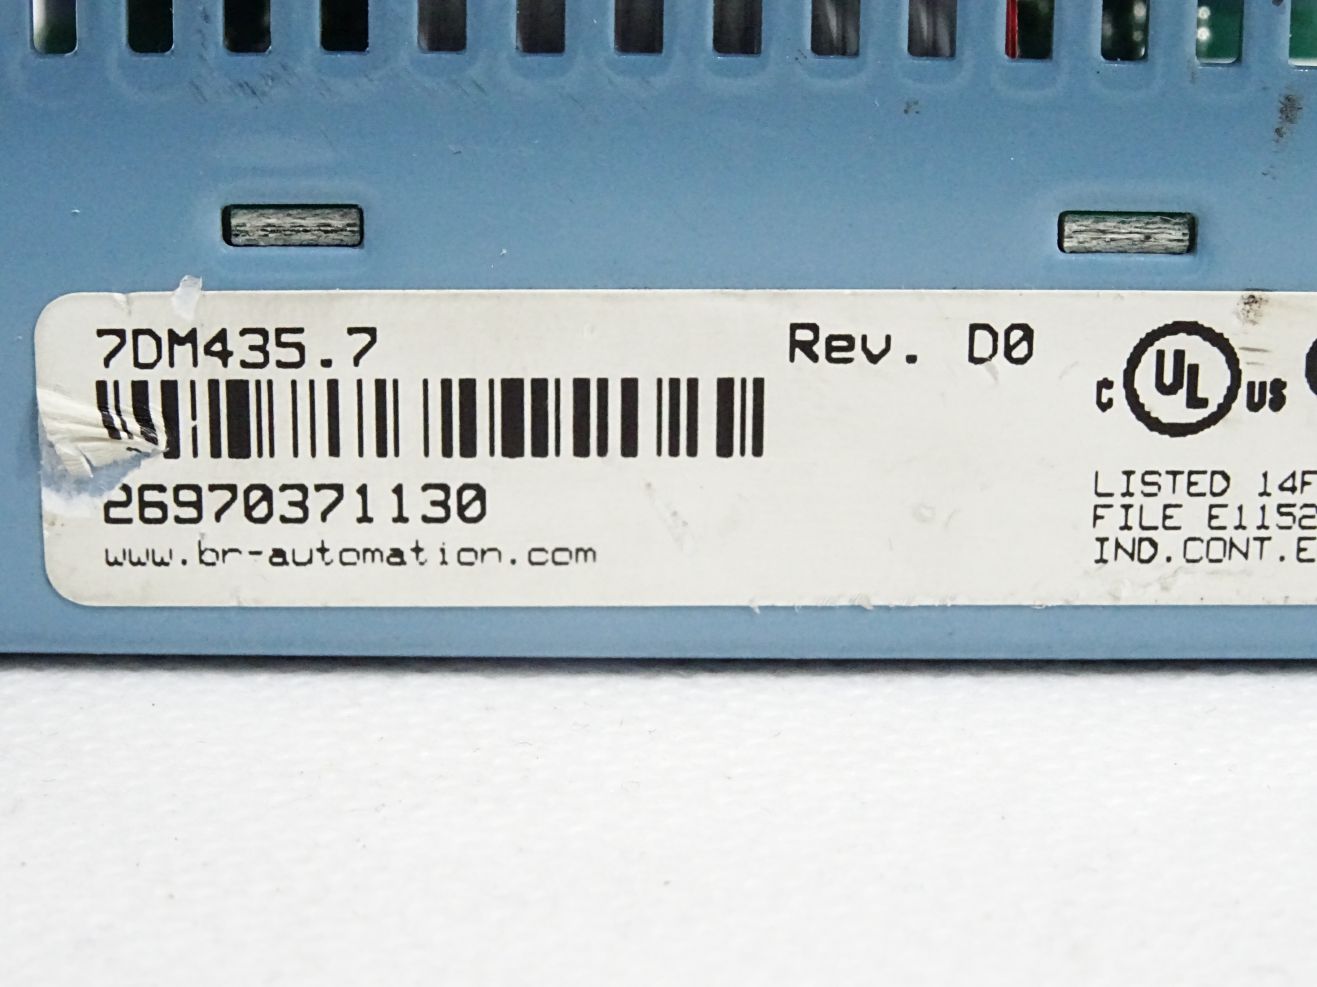 7DM435.7 Rev. D0
C UL US
26970371130
www.br-automation.com
LISTED 14F
FILE E1152
IND.CONT.E